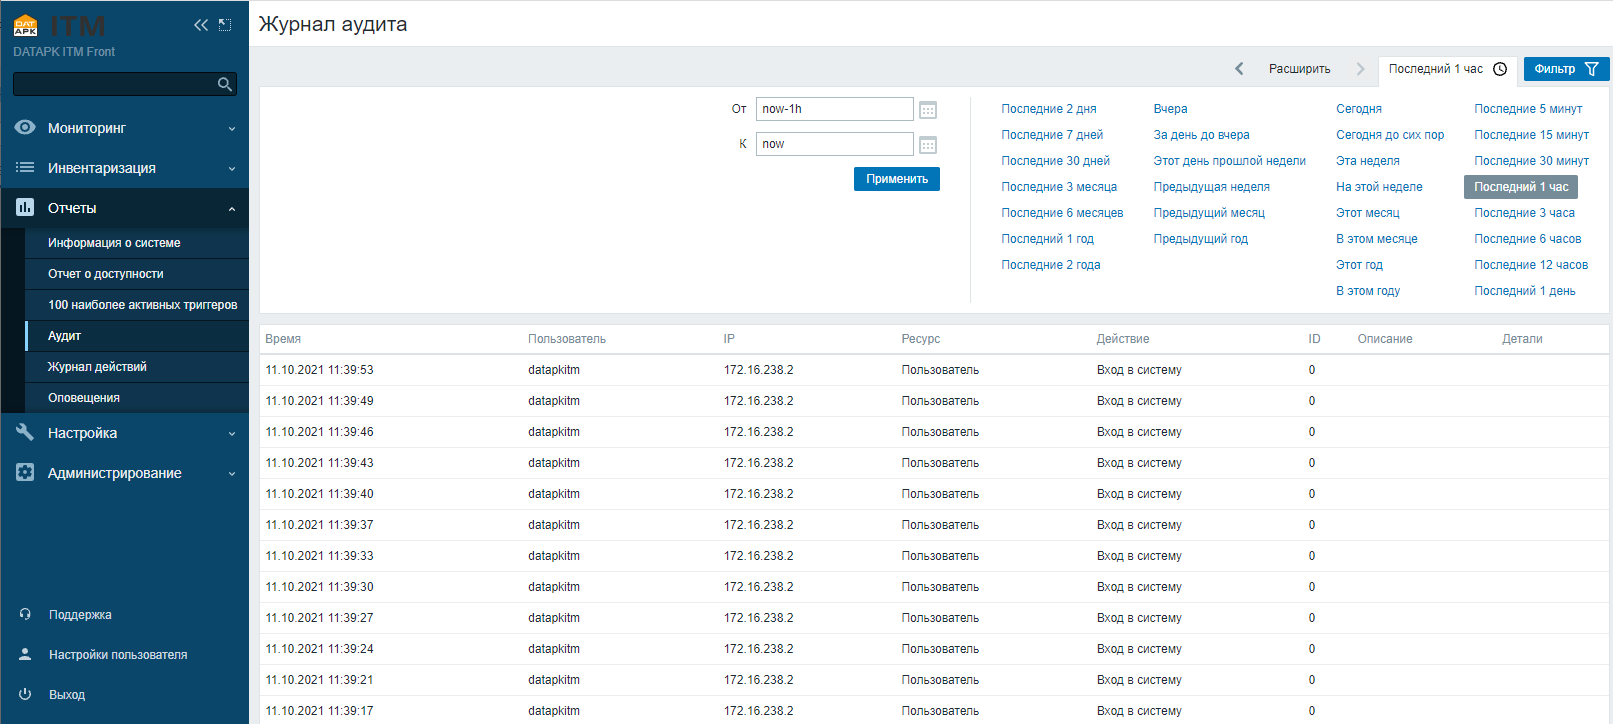 DAT APK ITM
DATAPK ITM Front
Мониторинг
Инвентаризация
Отчеты
Информация о системе
Отчет о доступности
100 наиболее активных триггеров
Аудит
Журнал действий
Оповещения
Настройка
Администрирование
Поддержка
Настройки пользователя
Выход
Журнал аудита
Расширить Последний 1 час Фильтр
От now-1h
К now
Применить
Последние 2 дня Вчера Сегодня Последние 5 минут
Последние 7 дней За день до вчера Сегодня до сих пор Последние 15 минут
Последние 30 дней Этот день прошлой недели Эта неделя Последние 30 минут
Последние 3 месяца Предыдущая неделя На этой неделе Последний 1 час
Последние 6 месяцев Предыдущий месяц Этот месяц Последние 3 часа
Последний 1 год Предыдущий год В этом месяце Последние 6 часов
Последние 2 года Этот год Последние 12 часов
В этом году Последний 1 день
Время Пользователь IP Ресурс Действие ID Описание Детали
11.10.2021 11:39:53 datapkitm 172.16.238.2 Пользователь Вход в систему 0
11.10.2021 11:39:49 datapkitm 172.16.238.2 Пользователь Вход в систему 0
11.10.2021 11:39:46 datapkitm 172.16.238.2 Пользователь Вход в систему 0
11.10.2021 11:39:43 datapkitm 172.16.238.2 Пользователь Вход в систему 0
11.10.2021 11:39:40 datapkitm 172.16.238.2 Пользователь Вход в систему 0
11.10.2021 11:39:37 datapkitm 172.16.238.2 Пользователь Вход в систему 0
11.10.2021 11:39:33 datapkitm 172.16.238.2 Пользователь Вход в систему 0
11.10.2021 11:39:30 datapkitm 172.16.238.2 Пользователь Вход в систему 0
11.10.2021 11:39:27 datapkitm 172.16.238.2 Пользователь Вход в систему 0
11.10.2021 11:39:24 datapkitm 172.16.238.2 Пользователь Вход в систему 0
11.10.2021 11:39:21 datapkitm 172.16.238.2 Пользователь Вход в систему 0
11.10.2021 11:39:17 datapkitm 172.16.238.2 Пользователь Вход в систему 0